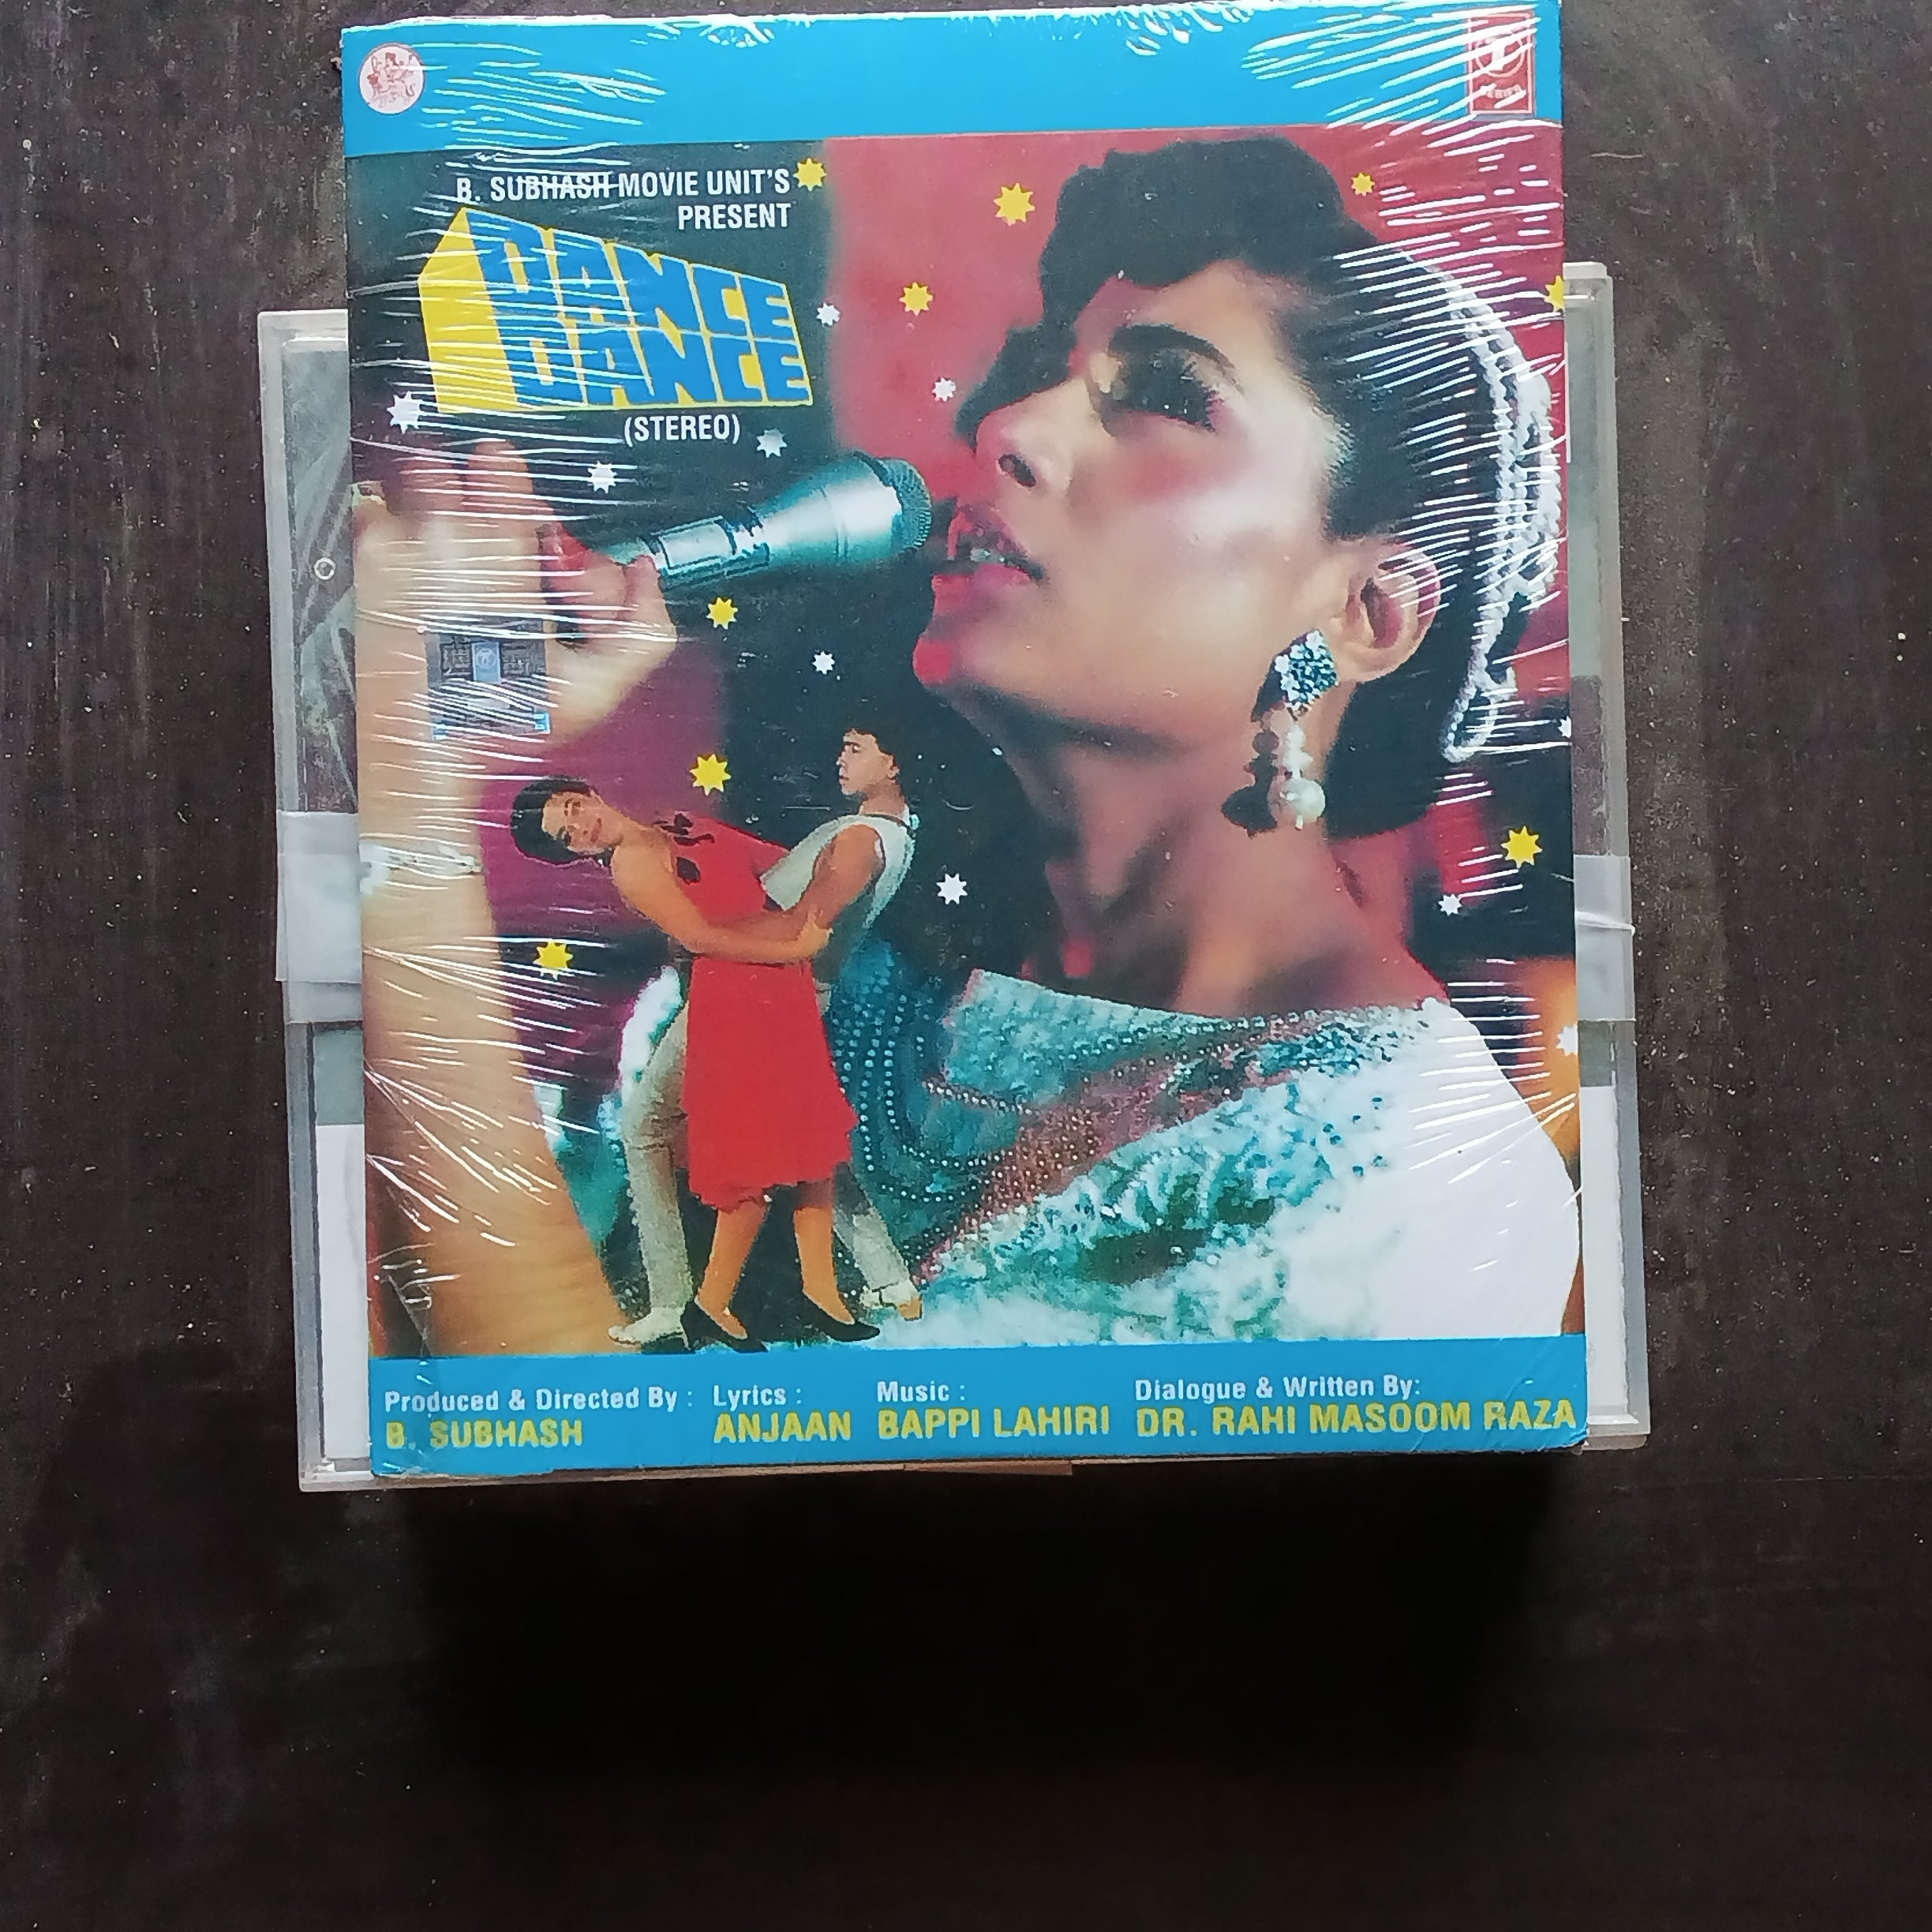 T
SERIES
B. SUBHASH MOVIE UNIT'S
PRESENT
DANCE
DANCE
(STEREO)
Produced & Directed By :
B. SUBHASH
Lyrics :
ANJAAN
Music :
BAPPI LAHIRI
Dialogue & Written By:
DR. RAHI MASOOM RAZA